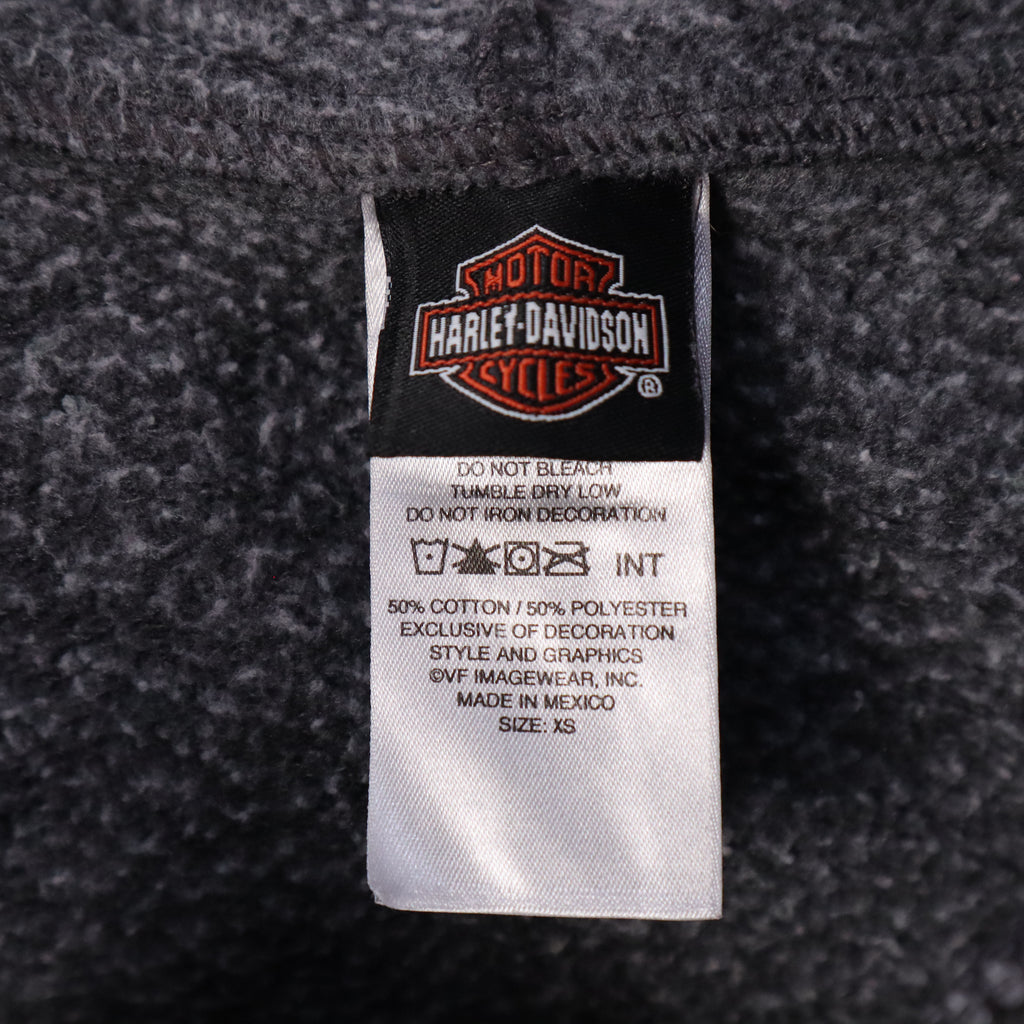 MOTOR
HARLEY-DAVIDSON
CYCLES
®
DO NOT BLEACH
TUMBLE DRY LOW
DO NOT IRON DECORATION
INT
50% COTTON / 50% POLYESTER
EXCLUSIVE OF DECORATION
STYLE AND GRAPHICS
©VF IMAGEWEAR, INC.
MADE IN MEXICO
SIZE: XS